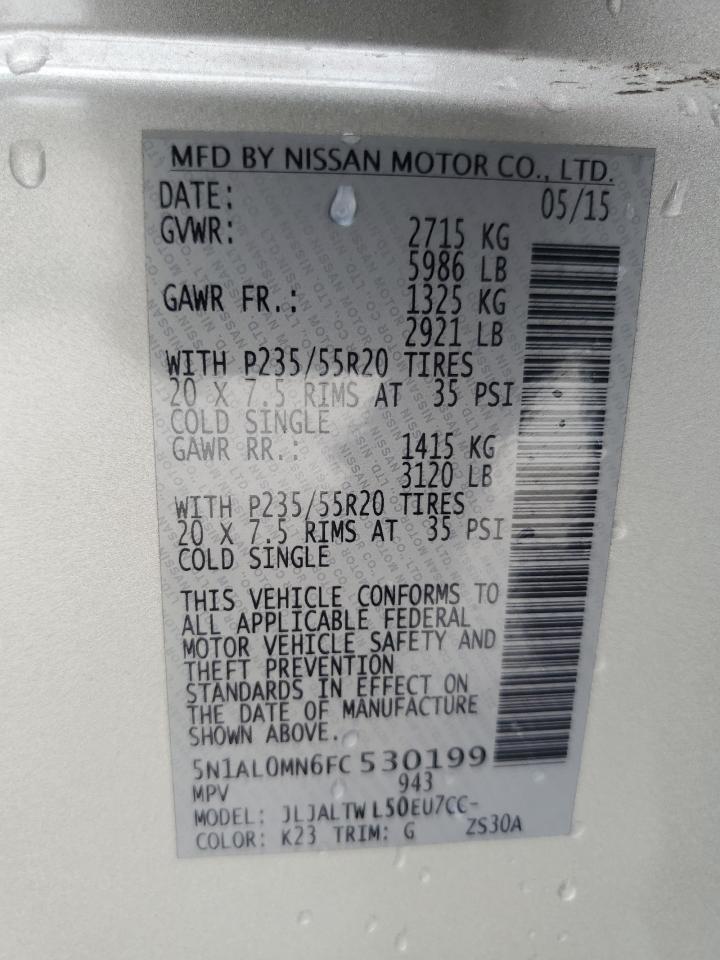 MFD BY NISSAN MOTOR CO., LTD.
DATE: 05/15
GVWR: 2715 KG
5986 LB
GAWR FR.: 1325 KG
2921 LB
WITH P235/55R20 TIRES
20 X 7.5 RIMS AT 35 PSI
COLD SINGLE
GAWR RR.: 1415 KG
3120 LB
WITH P235/55R20 TIRES
20 X 7.5 RIMS AT 35 PSI
COLD SINGLE
THIS VEHICLE CONFORMS TO
ALL APPLICABLE FEDERAL
MOTOR VEHICLE SAFETY AND
THEFT PREVENTION
STANDARDS IN EFFECT ON
THE DATE OF MANUFACTURE
SHOWN ABOVE.
5N1AL0MN6FC 530199
MPV 943
MODEL: JLJALTWL50EU7CC-
COLOR: K23 TRIM: G ZS30A